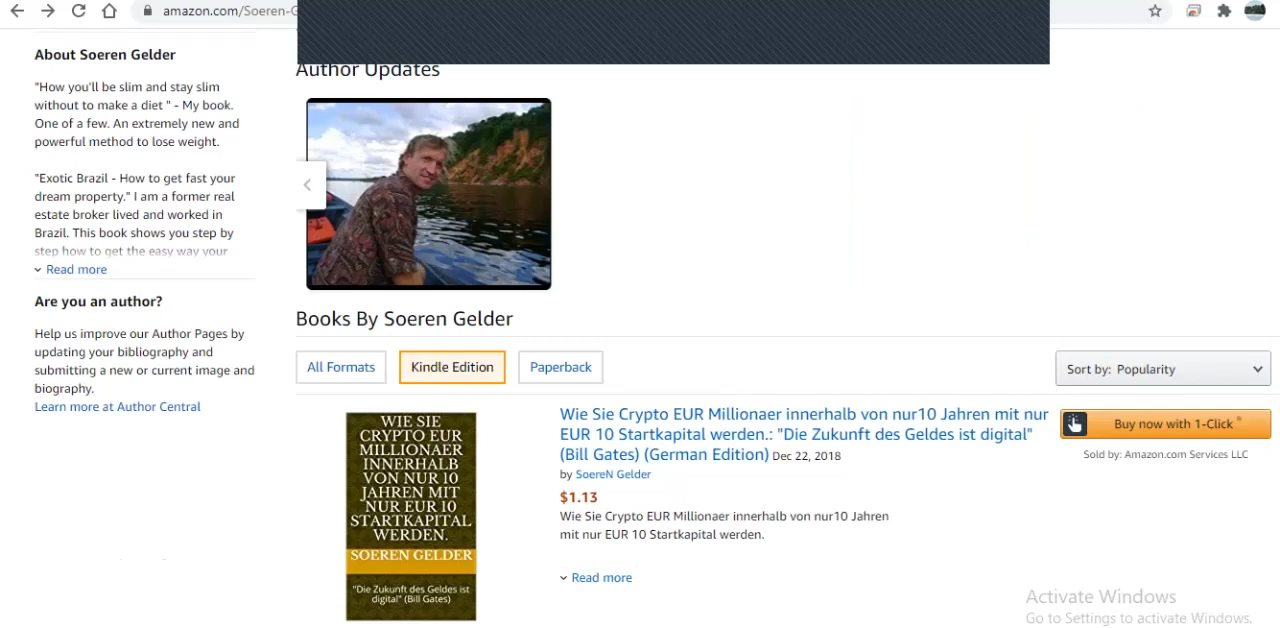 amazon.com/Soeren-G
About Soeren Gelder
"How you'll be slim and stay slim
without to make a diet " - My book.
One of a few. An extremely new and
powerful method to lose weight.
"Exotic Brazil - How to get fast your
dream property." I am a former real
estate broker lived and worked in
Brazil. This book shows you step by
step how to get the easy way your
Read more
Are you an author?
Help us improve our Author Pages by
updating your bibliography and
submitting a new or current image and
biography.
Learn more at Author Central
Author Updates
Books By Soeren Gelder
All Formats
Kindle Edition
Paperback
Sort by: Popularity
WIE SIE
CRYPTO EUR
MILLIONAER
INNERHALB
VON NUR 10
JAHREN MIT
NUR EUR 10
STARTKAPITAL
WERDEN.
SOEREN GELDER
"Die Zukunft des Geldes ist
digital" (Bill Gates)
Wie Sie Crypto EUR Millionaer innerhalb von nur10 Jahren mit nur
EUR 10 Startkapital werden.: "Die Zukunft des Geldes ist digital"
(Bill Gates) (German Edition) Dec 22, 2018
by SoereN Gelder
$1.13
Wie Sie Crypto EUR Millionaer innerhalb von nur10 Jahren
mit nur EUR 10 Startkapital werden.
Read more
Buy now with 1-Click ®
Sold by: Amazon.com Services LLC
Activate Windows
Go to Settings to activate Windows.